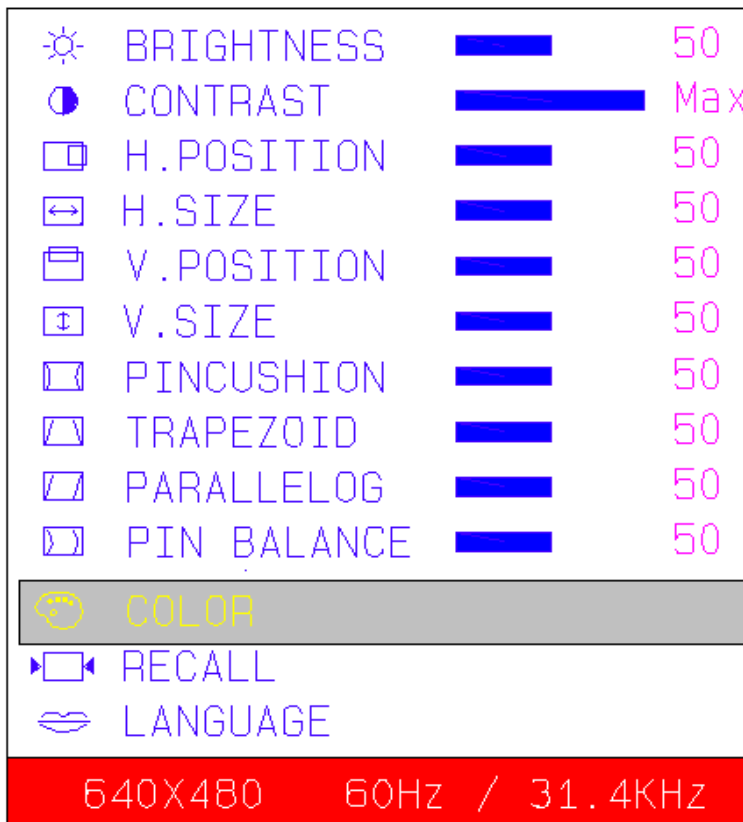 BRIGHTNESS 50
CONTRAST Max
H.POSITION 50
H.SIZE 50
V.POSITION 50
V.SIZE 50
PINCUSHION 50
TRAPEZOID 50
PARALLELOG 50
PIN BALANCE 50
COLOR
RECALL
LANGUAGE
640X480 60Hz / 31.4KHz